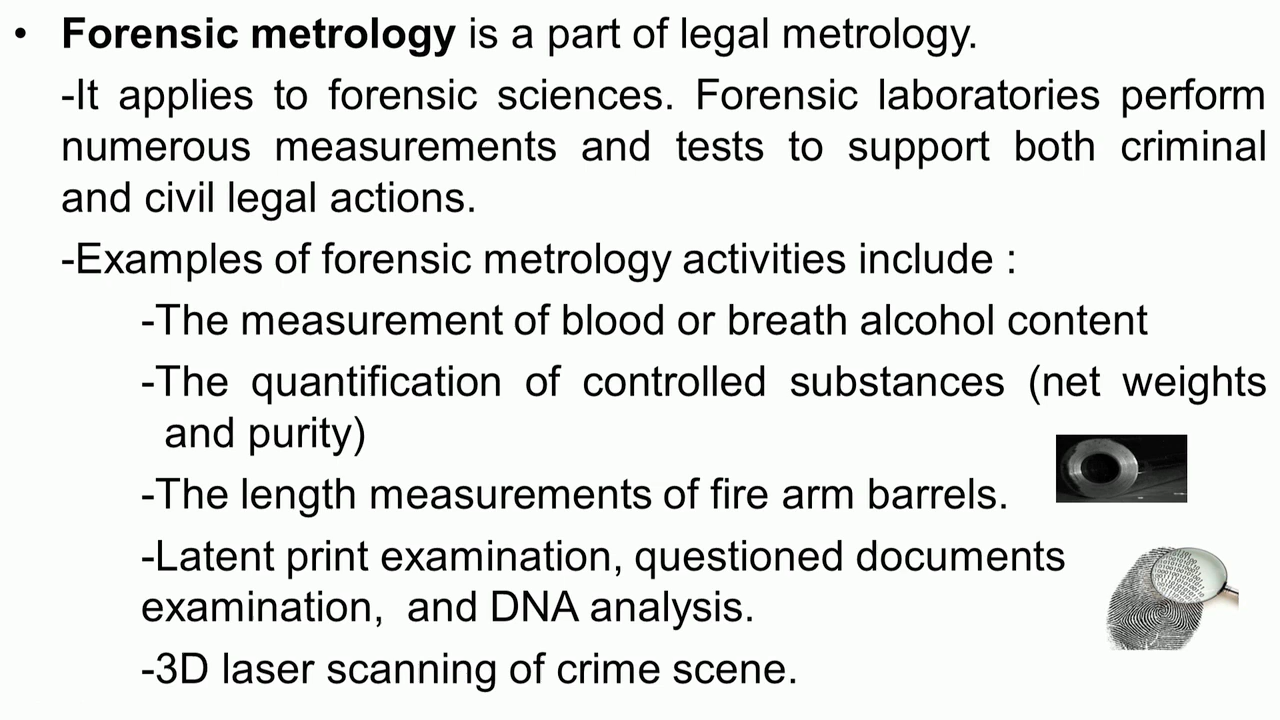 • Forensic metrology is a part of legal metrology.
-It applies to forensic sciences. Forensic laboratories perform
numerous measurements and tests to support both criminal
and civil legal actions.
-Examples of forensic metrology activities include :
-The measurement of blood or breath alcohol content
-The quantification of controlled substances (net weights
and purity)
-The length measurements of fire arm barrels.
-Latent print examination, questioned documents
examination,  and DNA analysis.
-3D laser scanning of crime scene.